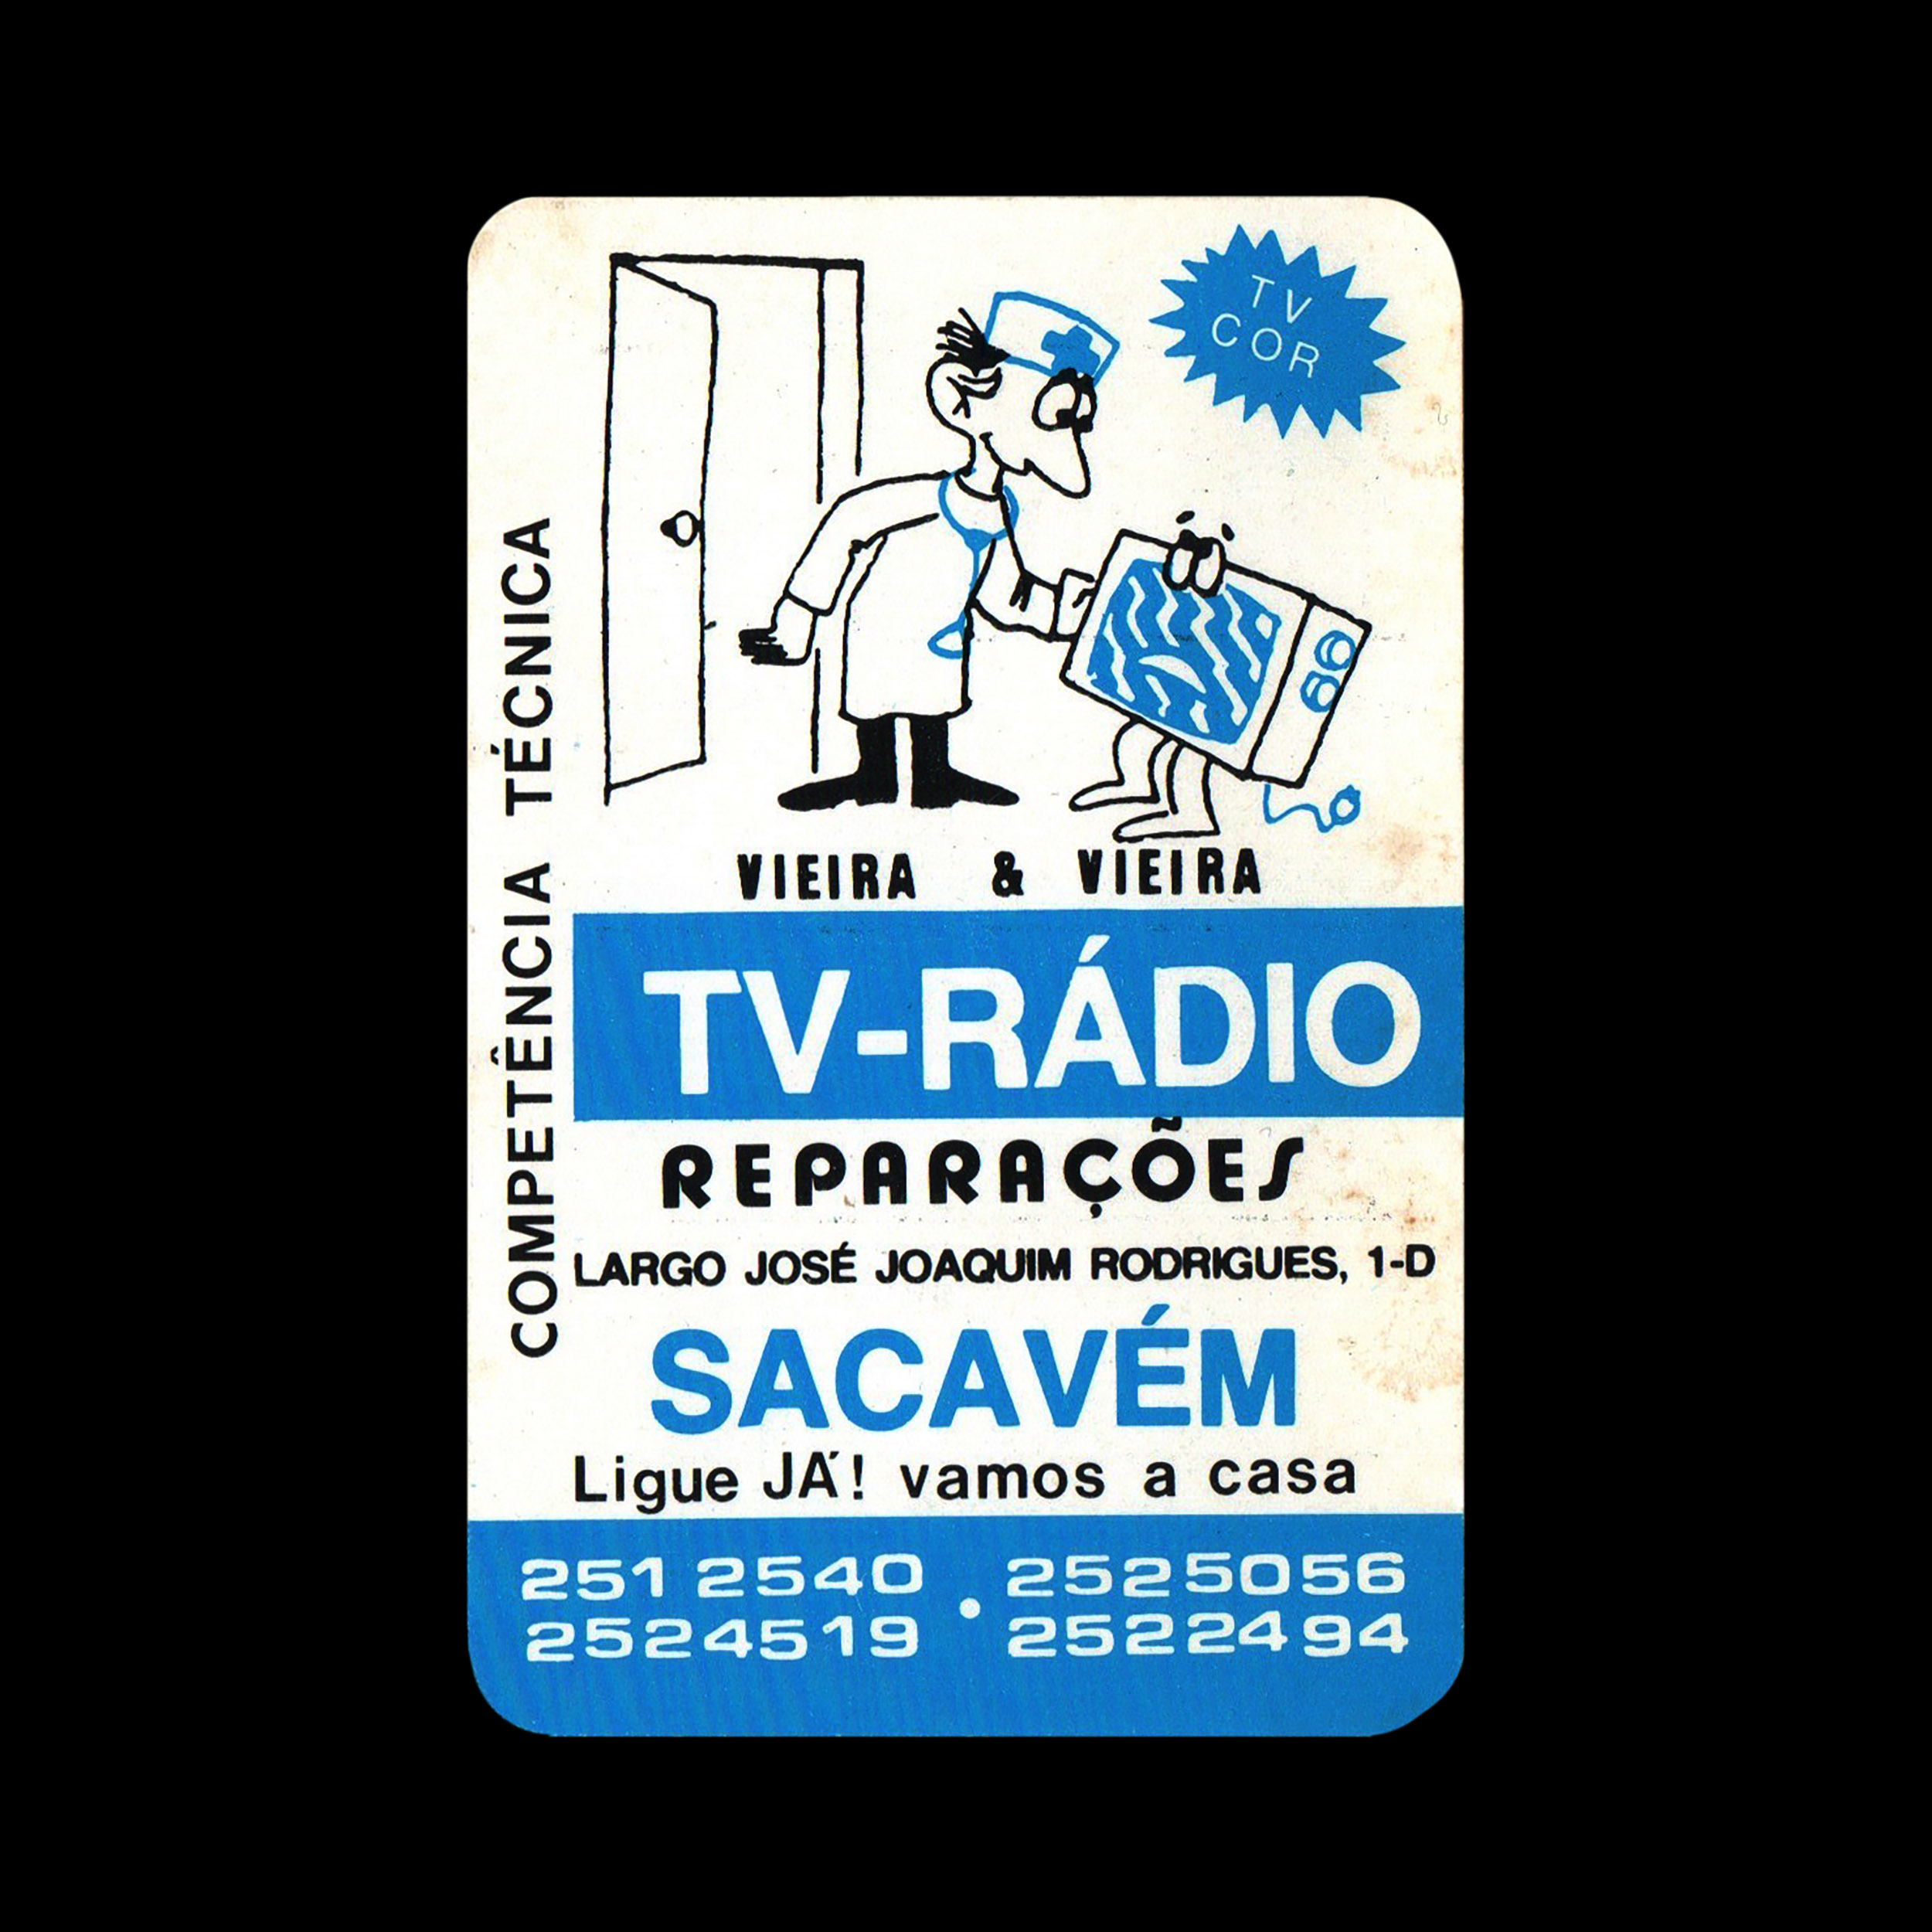 TV
COR
COMPETÊNCIA TÉCNICA
VIEIRA & VIEIRA
TV-RÁDIO
REPARAÇÕES
LARGO JOSÉ JOAQUIM RODRIGUES, 1-D
SACAVÉM
Ligue JÁ! vamos a casa
251 2540 • 2525056
2524519 2522494